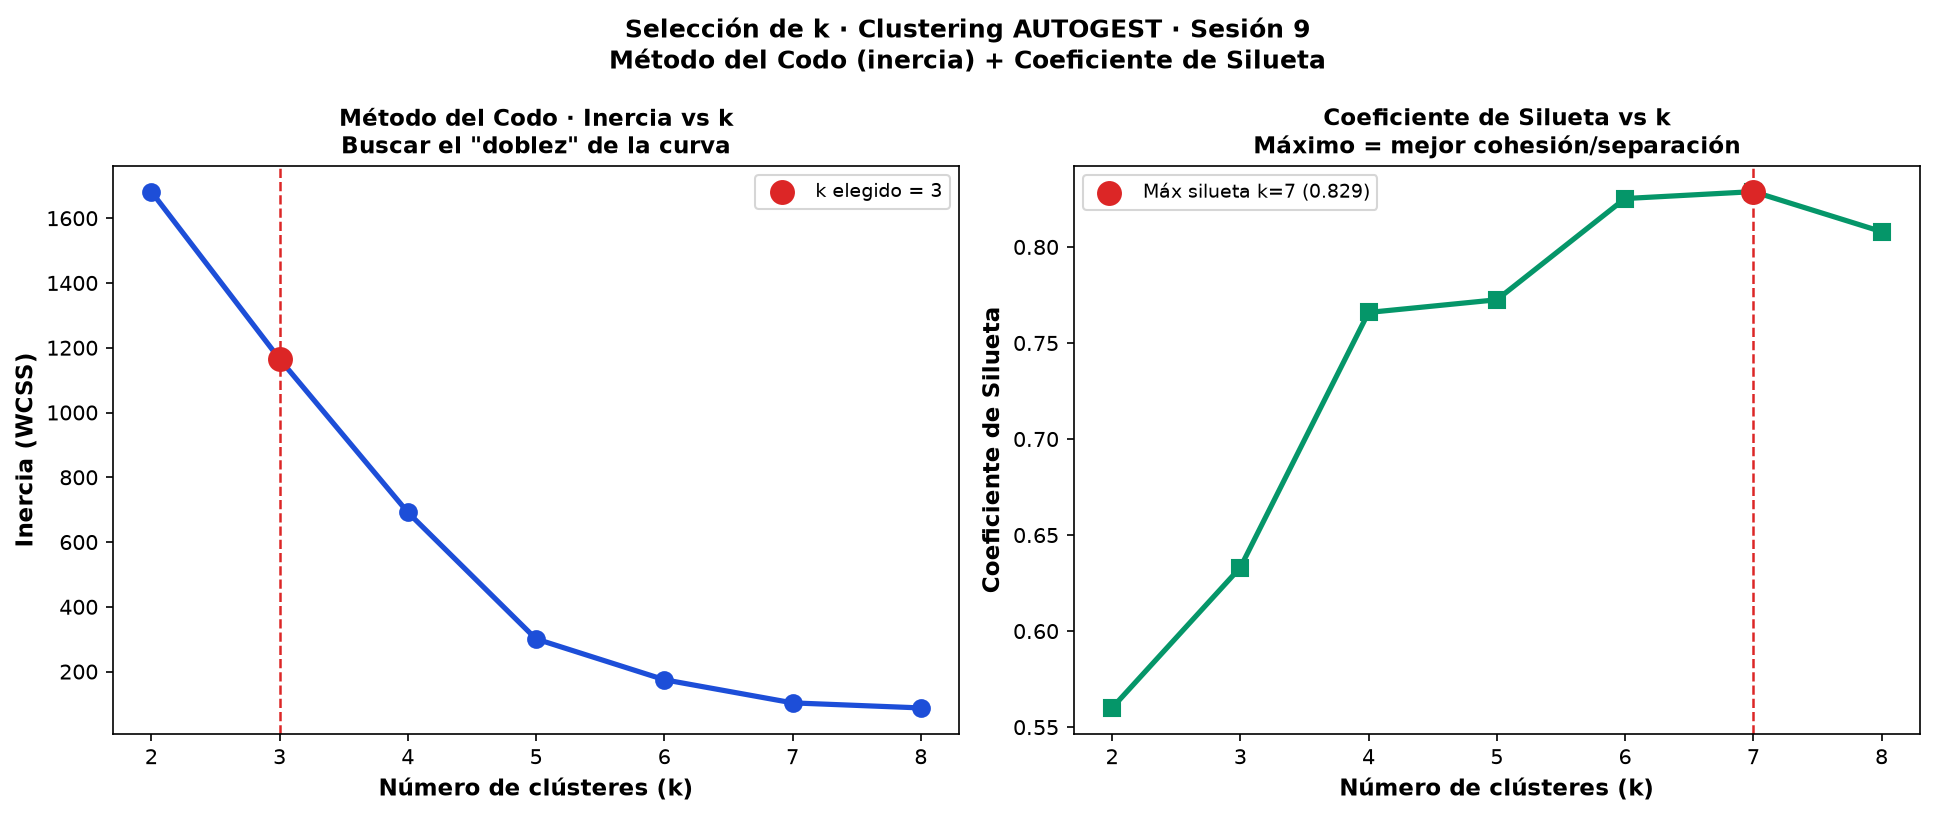 Selección de k · Clustering AUTOGEST · Sesión 9
Método del Codo (inercia) + Coeficiente de Silueta
Método del Codo · Inercia vs k
Buscar el "doblez" de la curva
k elegido = 3
Inercia (WCSS)
1600
1400
1200
1000
800
600
400
200
2 3 4 5 6 7 8
Número de clústeres (k)
Coeficiente de Silueta vs k
Máximo = mejor cohesión/separación
Máx silueta k=7 (0.829)
Coeficiente de Silueta
0.80
0.75
0.70
0.65
0.60
0.55
2 3 4 5 6 7 8
Número de clústeres (k)